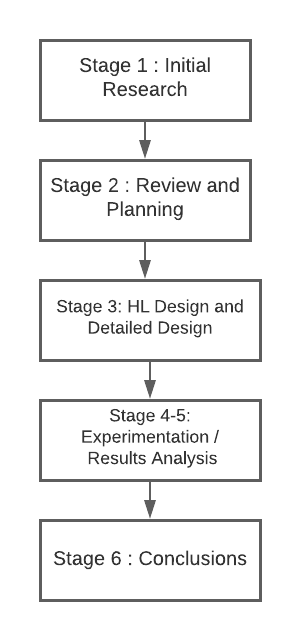 Stage 1 : Initial
Research
Stage 2 : Review and
Planning
Stage 3: HL Design and
Detailed Design
Stage 4-5:
Experimentation /
Results Analysis
Stage 6 : Conclusions